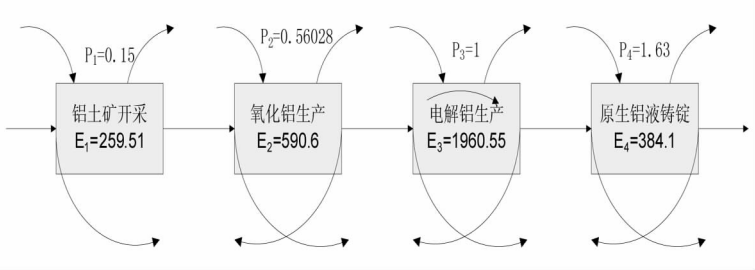 P₁=0.15
P₂=0.56028
P₃=1
P₄=1.63
铝土矿开采
E₁=259.51
氧化铝生产
E₂=590.6
电解铝生产
E₃=1960.55
原生铝液铸锭
E₄=384.1